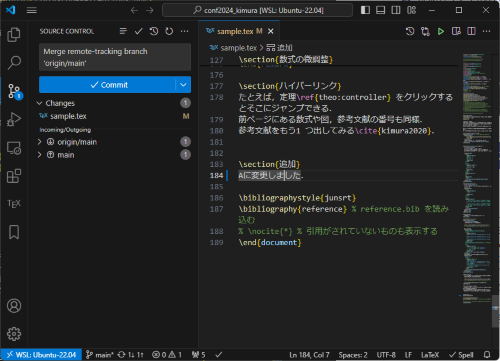 conf2024_kimura [WSL: Ubuntu-22.04]
SOURCE CONTROL
Merge remote-tracking branch
'origin/main'
Commit
Changes 1
sample.tex M
Incoming/Outgoing
origin/main 1
main 1
TEX
sample.tex M
sample.tex > 追加
127 \section{数式の微調整}
176
177 \section{ハイパーリンク}
178 たとえば，定理\ref{theo:controller} をクリックする
とそこにジャンプできる．
179 前ページにある数式や図，参考文献の番号も同様．
180 参考文献をもう1つ出してみる\cite{kimura2020}．
181
182
183 \section{追加}
184 Aに変更しました．
185
186 \bibliographystyle{junsrt}
187 \bibliography{reference} % reference.bib を読み
込む
188 % \nocite{*} % 引用がされていないものも表示する
189 \end{document}
WSL: Ubuntu-22.04 main* 1↓ 1↑ 0 1 5 Ln 184, Col 7 Spaces: 2 UTF-8 LF LaTeX Spell